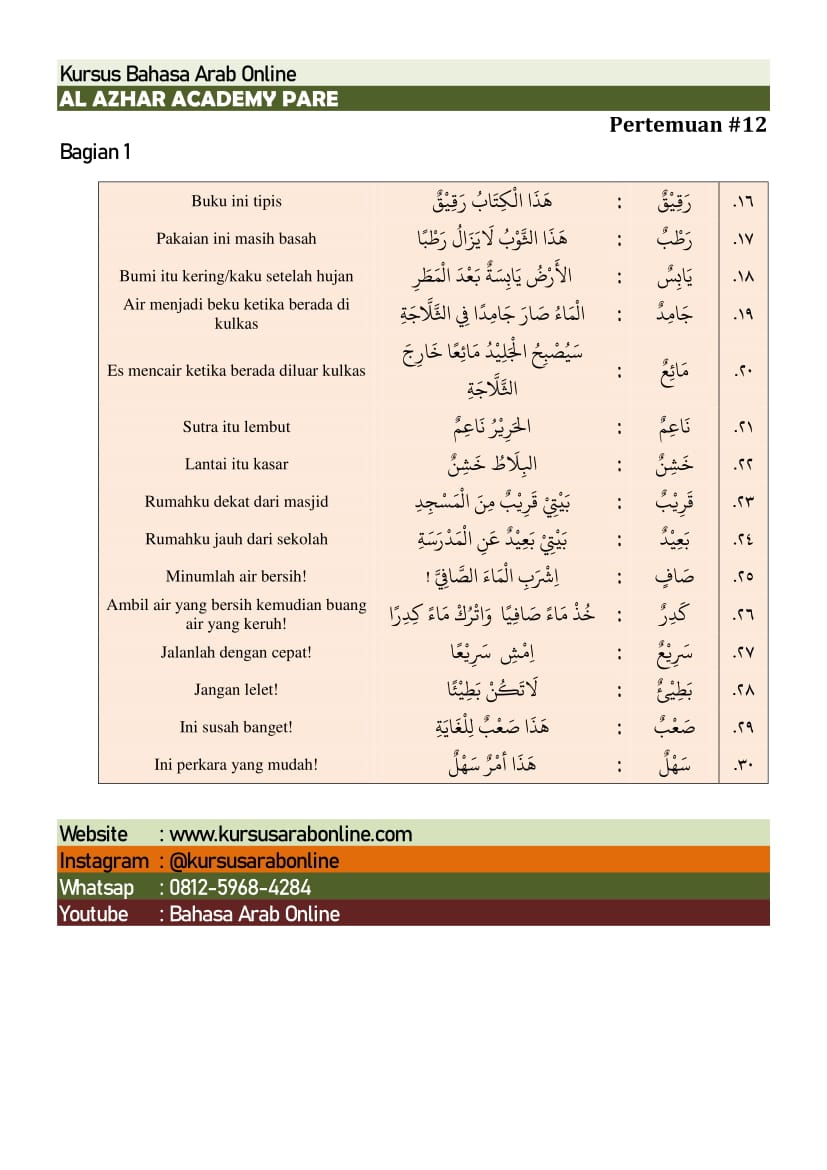 Kursus Bahasa Arab Online
AL AZHAR ACADEMY PARE
Pertemuan #12
Bagian 1
١٦. رَقِيْقٌ : هَذَا الْكِتَابُ رَقِيْقٌ Buku ini tipis
١٧. رَطْبٌ : هَذَا الثَّوْبُ لَايَزَالُ رَطْبًا Pakaian ini masih basah
١٨. يَابِسٌ : الأَرْضُ يَابِسَةٌ بَعْدَ الْمَطَرِ Bumi itu kering/kaku setelah hujan
١٩. جَامِدٌ : الْمَاءُ صَارَ جَامِدًا فِي الثَّلَّاجَةِ Air menjadi beku ketika berada di
kulkas
٢٠. مَائِعٌ : سَيُصْبِحُ الْجَلِيْدُ مَائِعًا خَارِجَ
الثَّلَّاجَةِ Es mencair ketika berada diluar kulkas
٢١. نَاعِمٌ : الحَرِيْرُ نَاعِمٌ Sutra itu lembut
٢٢. خَشِنٌ : البِلَاطُ خَشِنٌ Lantai itu kasar
٢٣. قَرِيْبٌ : بَيْتِيْ قَرِيْبٌ مِنَ الْمَسْجِدِ Rumahku dekat dari masjid
٢٤. بَعِيْدٌ : بَيْتِيْ بَعِيْدٌ عَنِ الْمَدْرَسَةِ Rumahku jauh dari sekolah
٢٥. صَافٍ : اِشْرَبِ الْمَاءَ الصَّافِيَّ ! Minumlah air bersih!
٢٦. كَدِرٌ : خُذْ مَاءً صَافِيًا وَاتْرُكْ مَاءً كِدِرًا Ambil air yang bersih kemudian buang
air yang keruh!
٢٧. سَرِيْعٌ : اِمْشِ سَرِيْعًا Jalanlah dengan cepat!
٢٨. بَطِيْئٌ : لَاتَكُنْ بَطِيْئًا Jangan lelet!
٢٩. صَعْبٌ : هَذَا صَعْبٌ لِلْغَايَةِ Ini susah banget!
٣٠. سَهْلٌ : هَذَا أَمْرٌ سَهْلٌ Ini perkara yang mudah!
Website : www.kursusarabonline.com
Instagram : @kursusarabonline
Whatsap : 0812-5968-4284
Youtube : Bahasa Arab Online